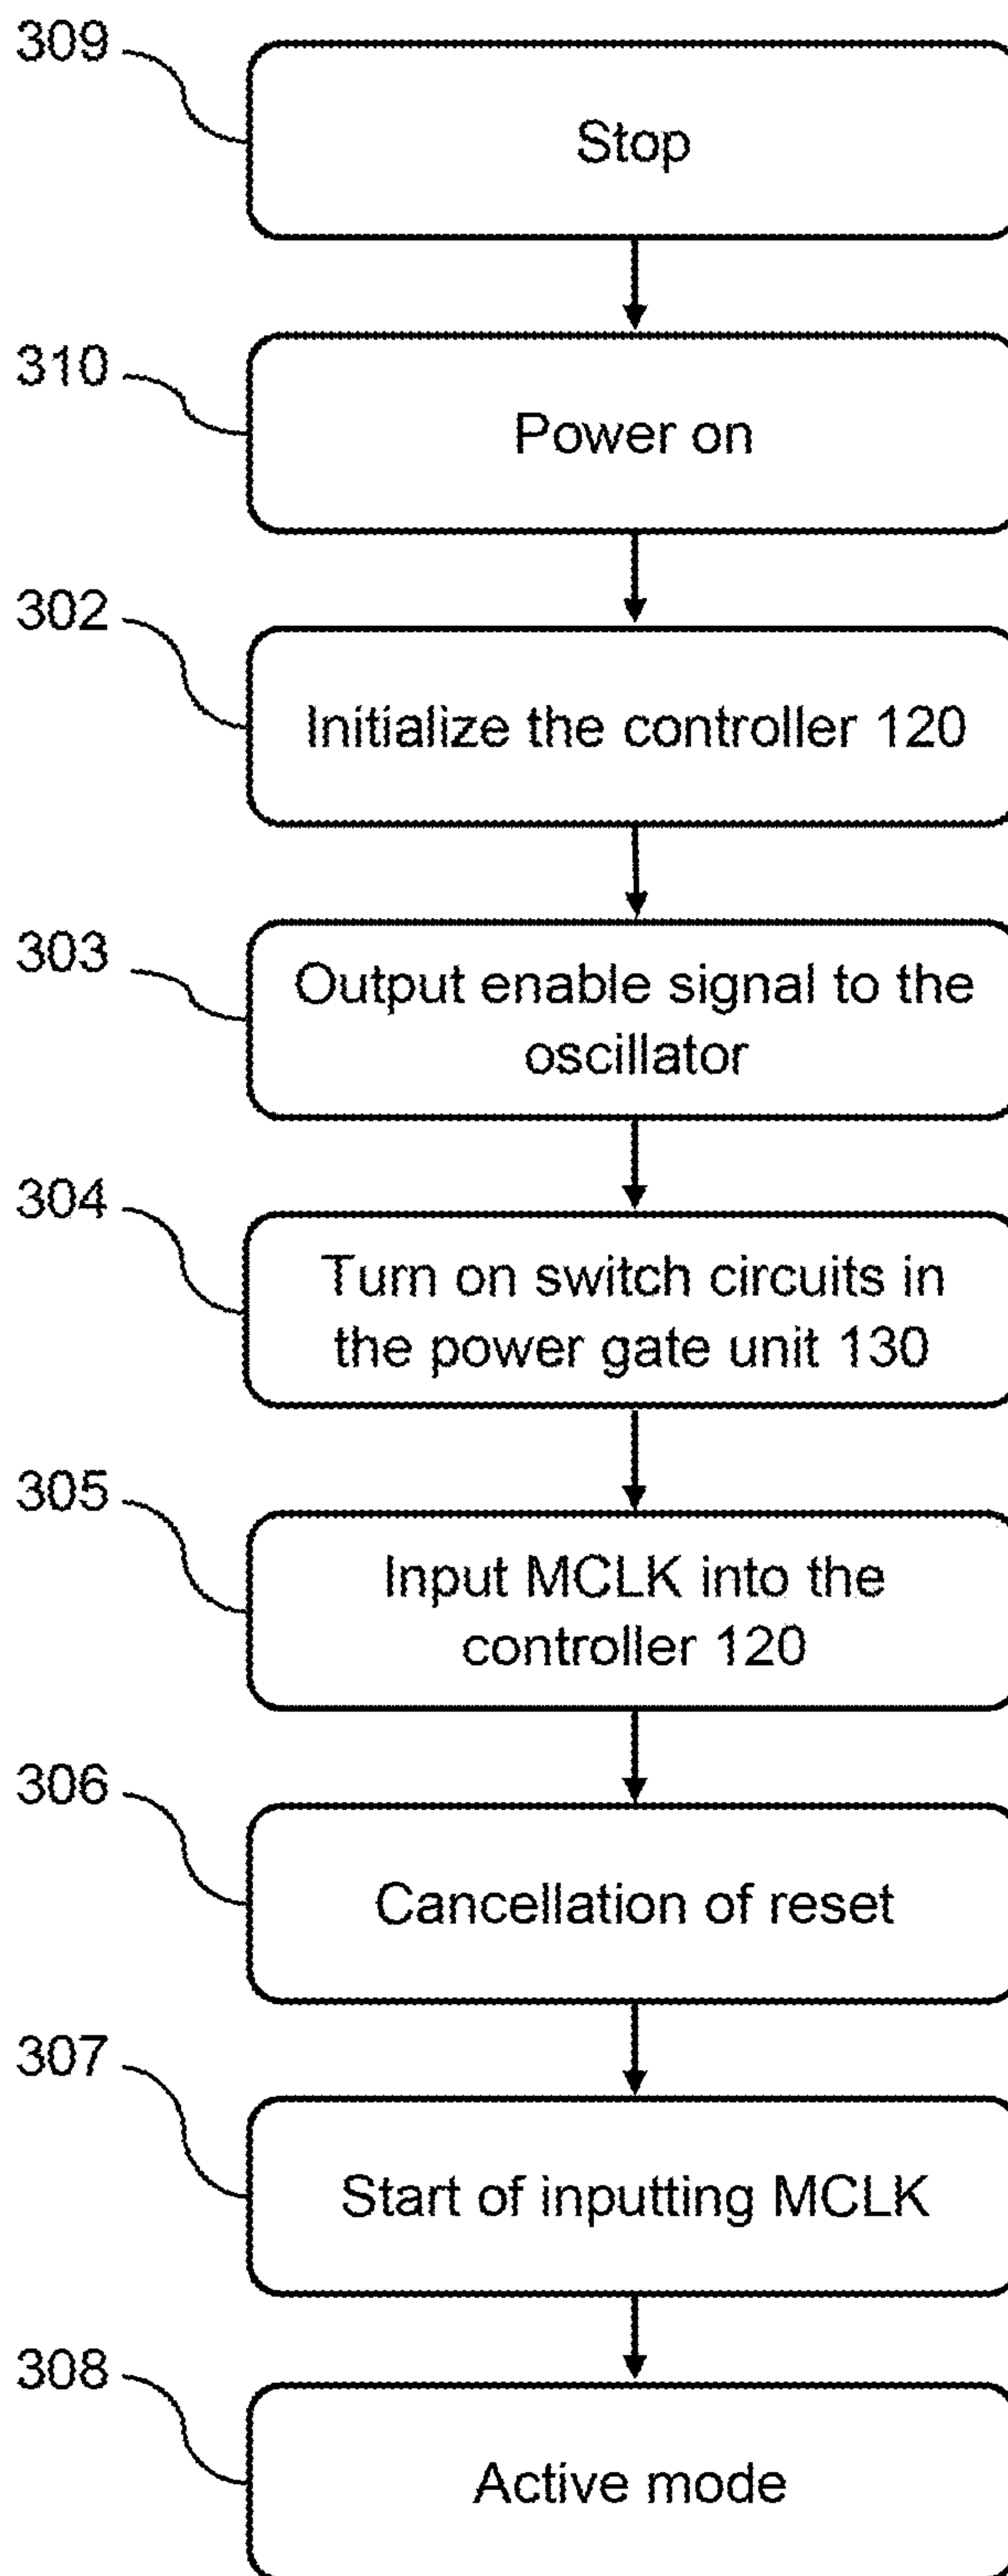 309
Stop
310
Power on
302
Initialize the controller 120
303
Output enable signal to the
oscillator
304
Turn on switch circuits in
the power gate unit 130
305
Input MCLK into the
controller 120
306
Cancellation of reset
307
Start of inputting MCLK
308
Active mode